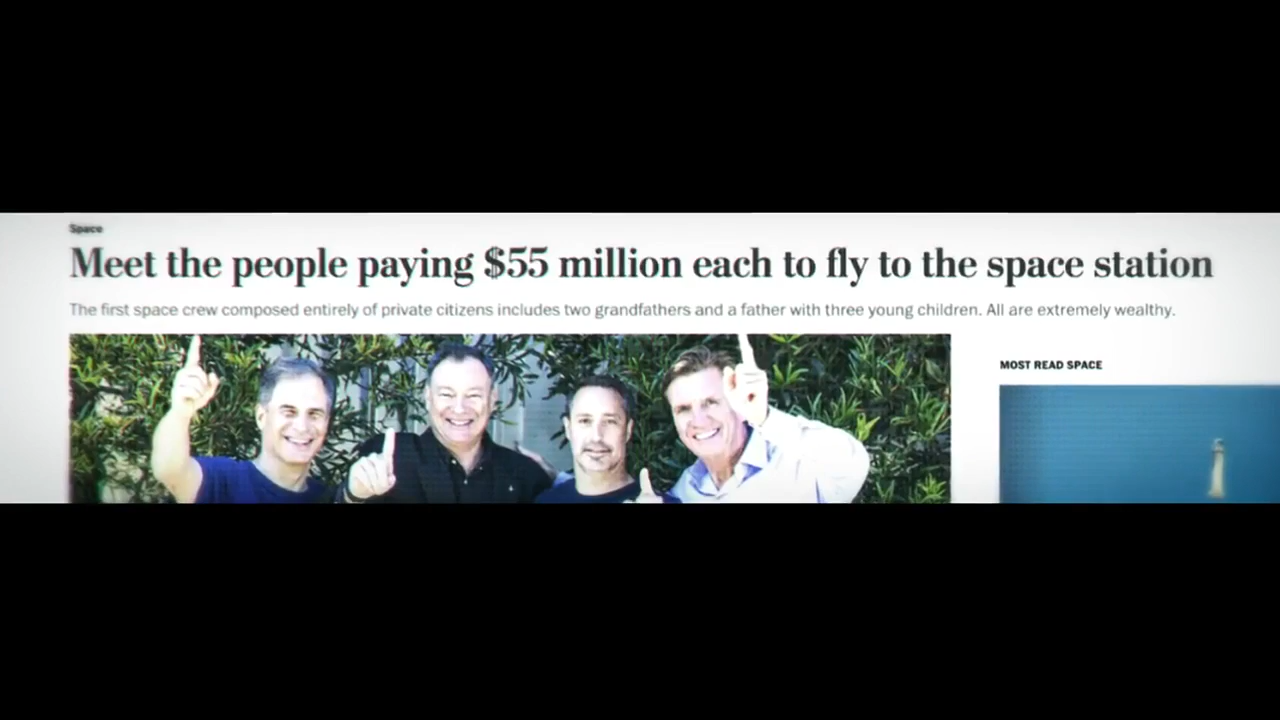 Space
Meet the people paying $55 million each to fly to the space station
The first space crew composed entirely of private citizens includes two grandfathers and a father with three young children. All are extremely wealthy.
MOST READ SPACE